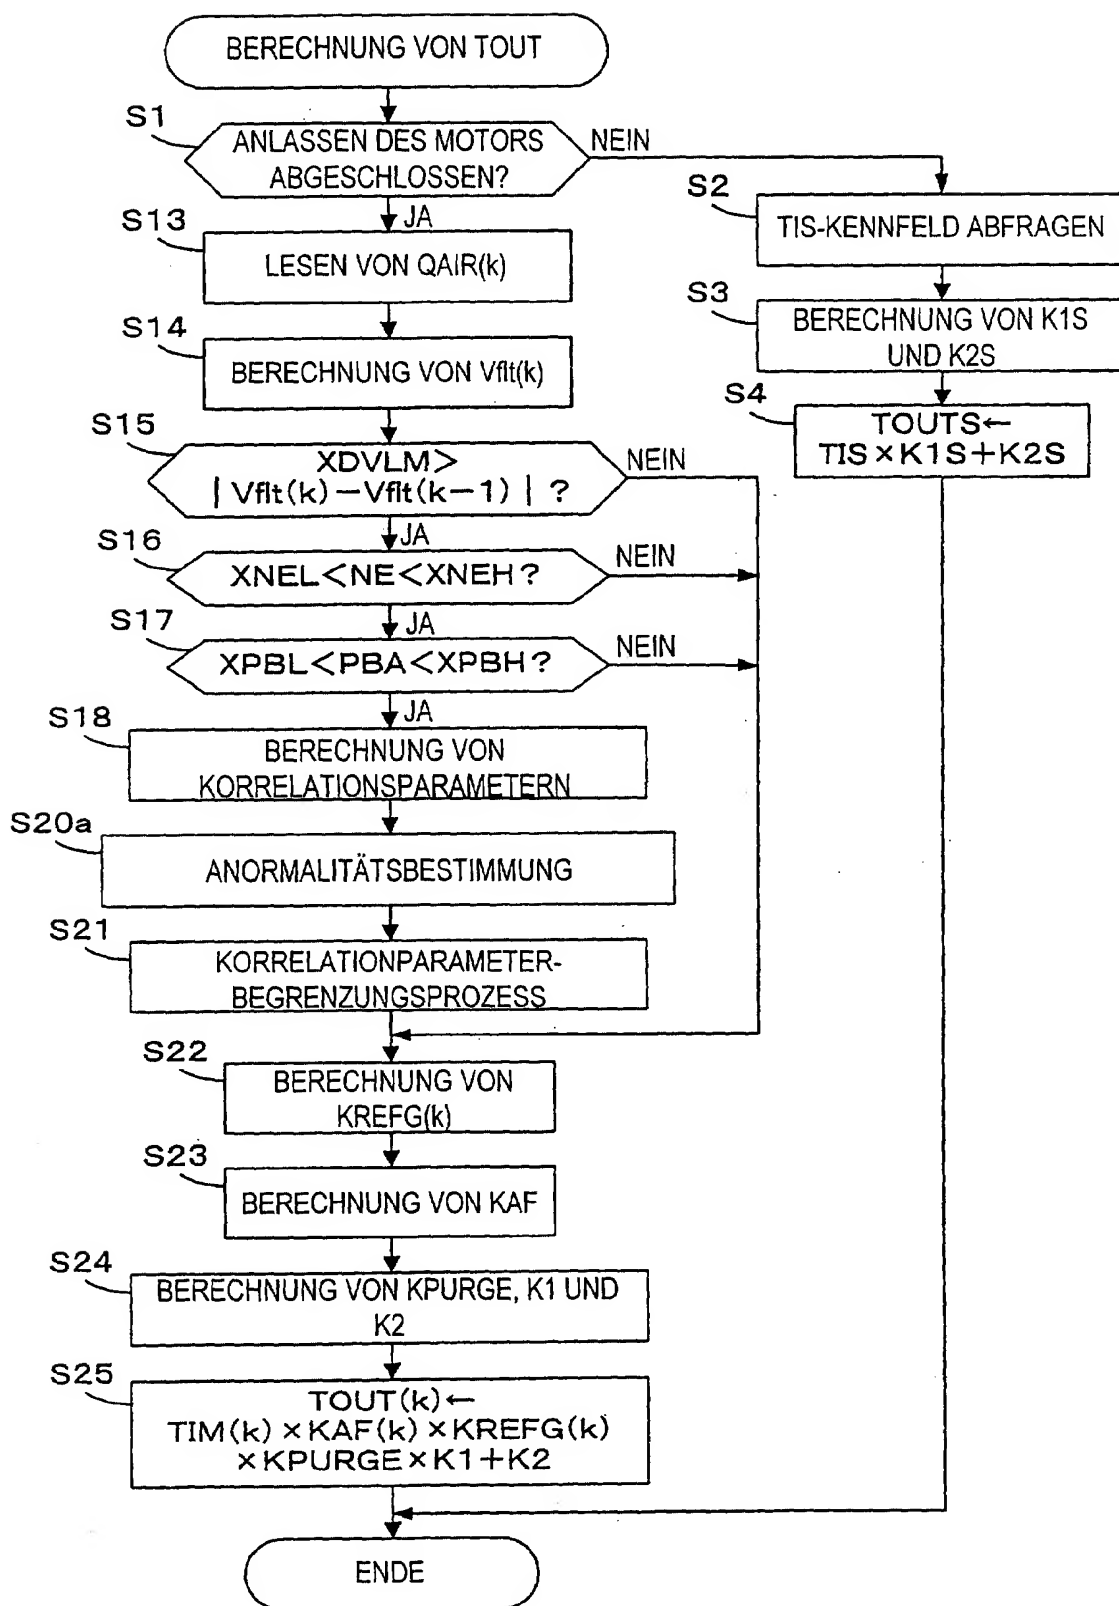 BERECHNUNG VON TOUT
S1
ANLASSEN DES MOTORS
ABGESCHLOSSEN?
NEIN
JA
S2
TIS-KENNFELD ABFRAGEN
S3
BERECHNUNG VON K1S
UND K2S
S4
TOUTS←
TIS×K1S+K2S
S13
LESEN VON QAIR(k)
S14
BERECHNUNG VON Vflt(k)
S15
XDVLM>
| Vflt(k)−Vflt(k−1) | ?
NEIN
JA
S16
XNEL<NE<XNEH?
NEIN
JA
S17
XPBL<PBA<XPBH?
NEIN
JA
S18
BERECHNUNG VON
KORRELATIONSPARAMETERN
S20a
ANORMALITÄTSBESTIMMUNG
S21
KORRELATIONPARAMETER-
BEGRENZUNGSPROZESS
S22
BERECHNUNG VON
KREFG(k)
S23
BERECHNUNG VON KAF
S24
BERECHNUNG VON KPURGE, K1 UND
K2
S25
TOUT(k)←
TIM(k)×KAF(k)×KREFG(k)
×KPURGE×K1+K2
ENDE